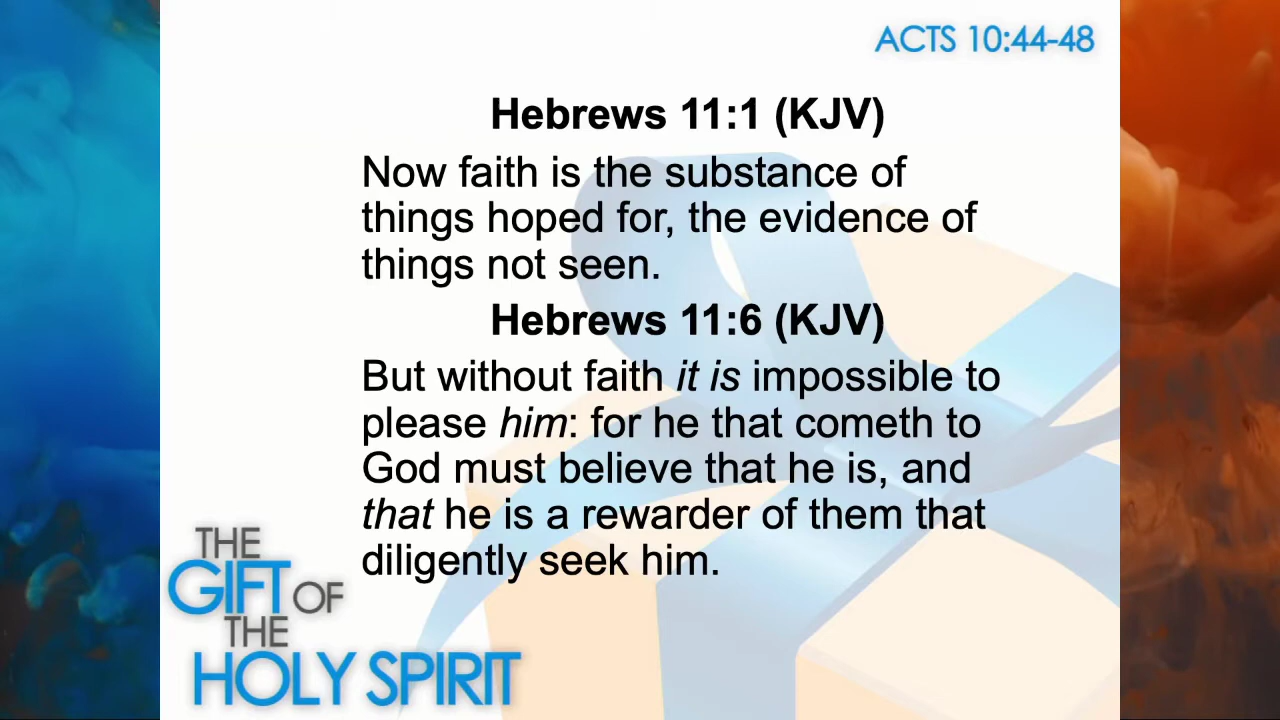 ACTS 10:44-48
Hebrews 11:1 (KJV)
Now faith is the substance of
things hoped for, the evidence of
things not seen.
Hebrews 11:6 (KJV)
But without faith it is impossible to
please him: for he that cometh to
God must believe that he is, and
that he is a rewarder of them that
diligently seek him.
THE
GIFT OF
THE
HOLY SPIRIT